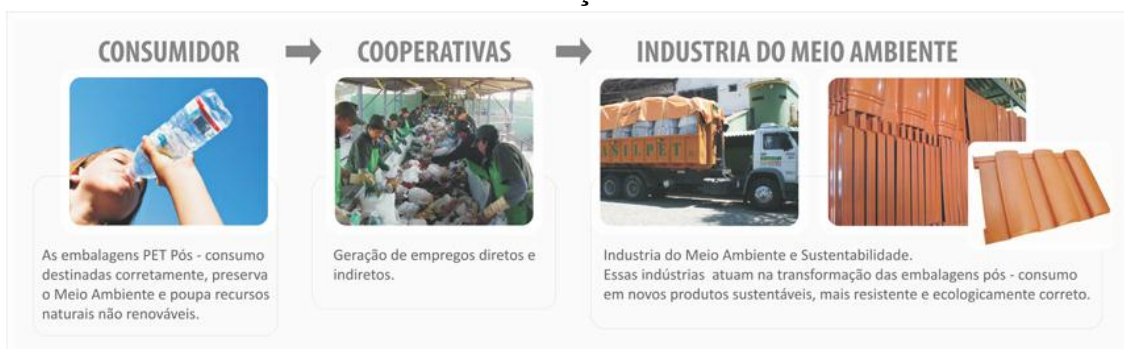 CONSUMIDOR
COOPERATIVAS
INDUSTRIA DO MEIO AMBIENTE
As embalagens PET Pós - consumo
destinadas corretamente, preserva
o Meio Ambiente e poupa recursos
naturais não renováveis.
Geração de empregos diretos e
indiretos.
Industria do Meio Ambiente e Sustentabilidade.
Essas indústrias atuam na transformação das embalagens pós - consumo
em novos produtos sustentáveis, mais resistente e ecologicamente correto.